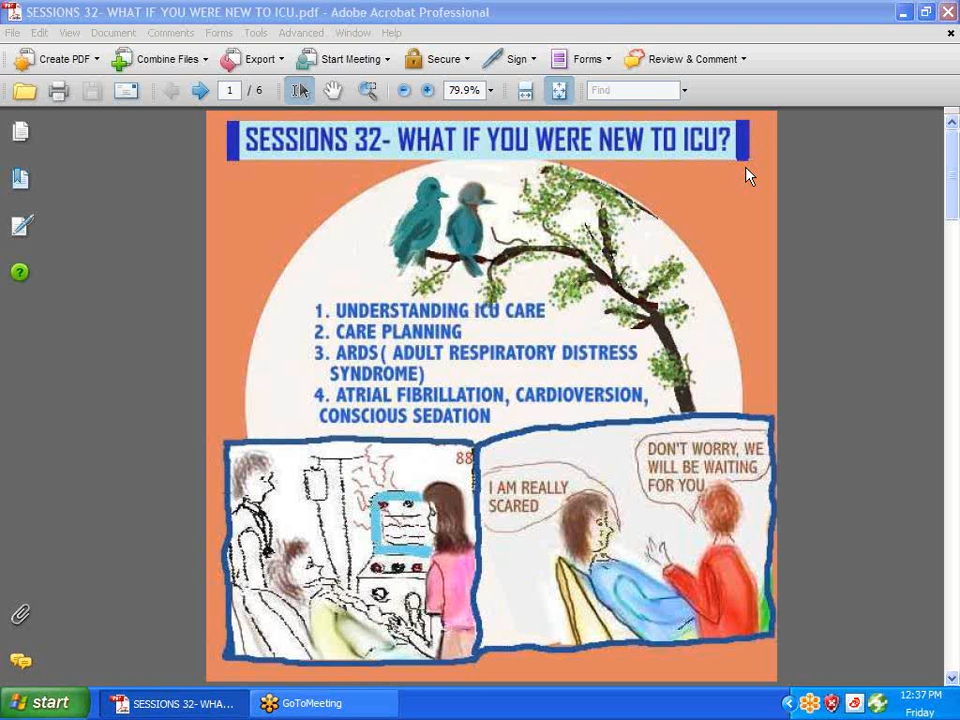 SESSIONS 32- WHAT IF YOU WERE NEW TO ICU.pdf - Adobe Acrobat Professional
File Edit View Document Comments Forms Tools Advanced Window Help
Create PDF Combine Files Export Start Meeting Secure Sign Forms Review & Comment
1 / 6 79.9% Find
SESSIONS 32- WHAT IF YOU WERE NEW TO ICU?
1. UNDERSTANDING ICU CARE
2. CARE PLANNING
3. ARDS( ADULT RESPIRATORY DISTRESS
SYNDROME)
4. ATRIAL FIBRILLATION, CARDIOVERSION,
CONSCIOUS SEDATION
88
I AM REALLY
SCARED
DON'T WORRY, WE
WILL BE WAITING
FOR YOU
start SESSIONS 32- WHA... GoToMeeting 12:37 PM
Friday